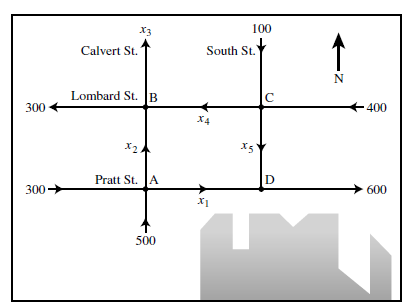 x3 100
Calvert St. South St.
N
Lombard St. B C
300 400
x4
x2 x5
Pratt St. A D
300 600
x1
500